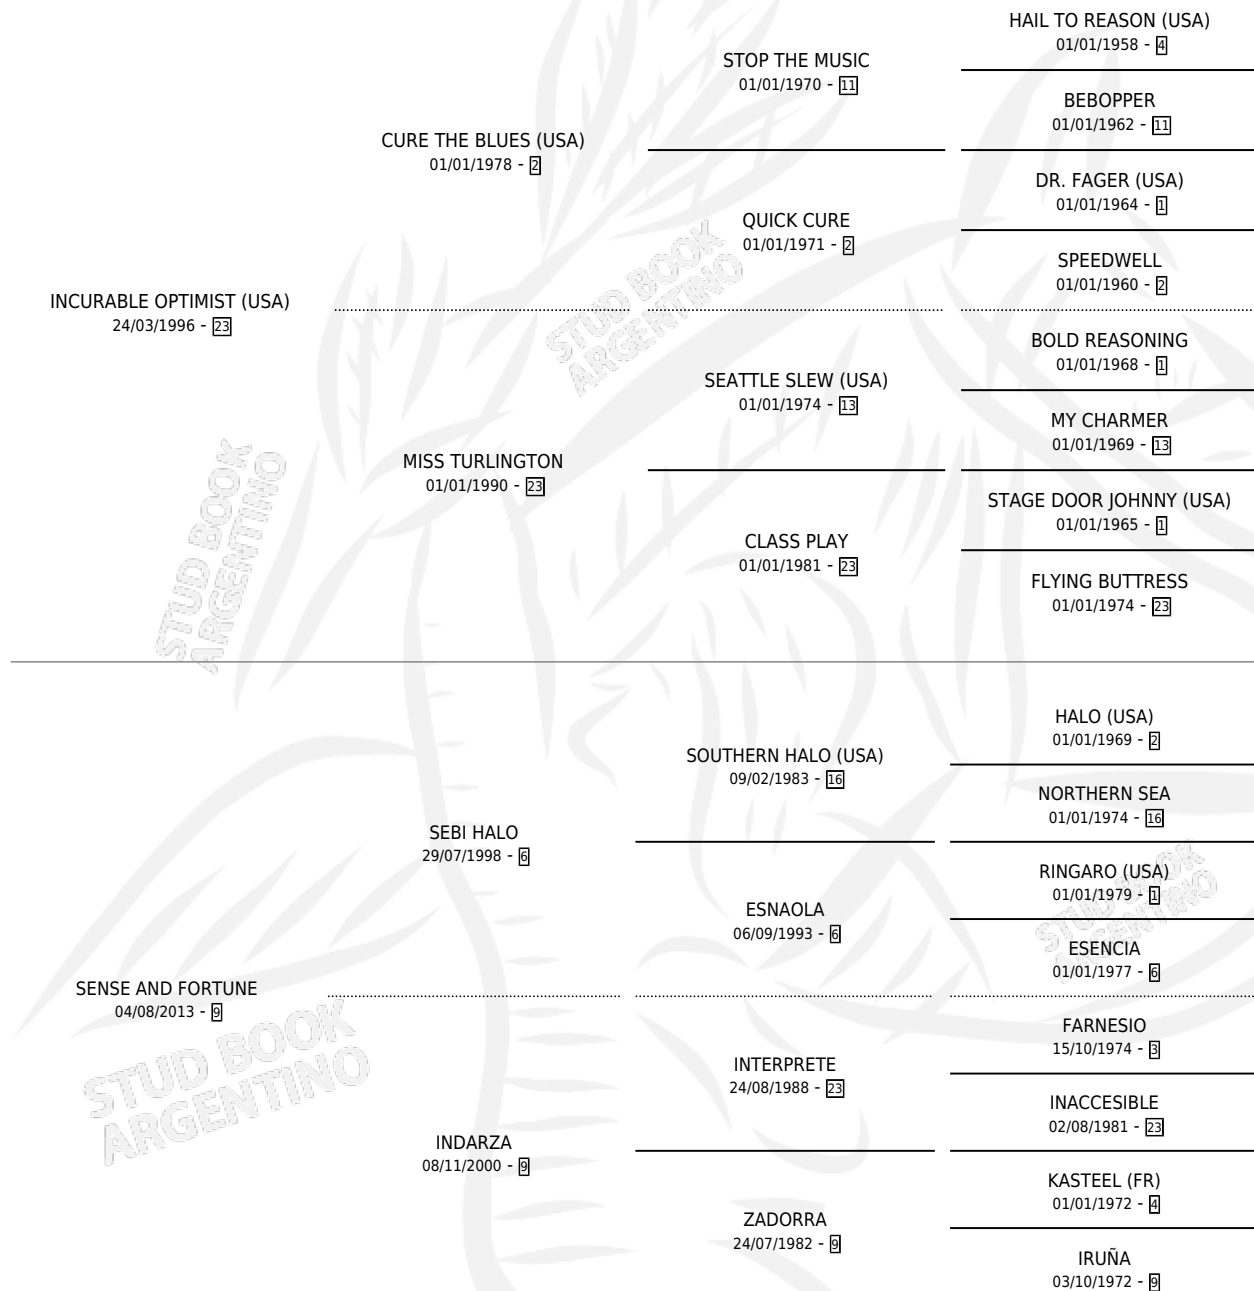 HAIL TO REASON (USA)
01/01/1958 - 4
STOP THE MUSIC
01/01/1970 - 11
BEBOPPER
01/01/1962 - 11
CURE THE BLUES (USA)
01/01/1978 - 2
DR. FAGER (USA)
01/01/1964 - 1
QUICK CURE
01/01/1971 - 2
SPEEDWELL
01/01/1960 - 2
INCURABLE OPTIMIST (USA)
24/03/1996 - 23
BOLD REASONING
01/01/1968 - 1
SEATTLE SLEW (USA)
01/01/1974 - 13
MY CHARMER
01/01/1969 - 13
MISS TURLINGTON
01/01/1990 - 23
STAGE DOOR JOHNNY (USA)
01/01/1965 - 1
CLASS PLAY
01/01/1981 - 23
FLYING BUTTRESS
01/01/1974 - 23
HALO (USA)
01/01/1969 - 2
SOUTHERN HALO (USA)
09/02/1983 - 16
NORTHERN SEA
01/01/1974 - 16
SEBI HALO
29/07/1998 - 6
RINGARO (USA)
01/01/1979 - 1
ESNAOLA
06/09/1993 - 6
ESENCIA
01/01/1977 - 6
SENSE AND FORTUNE
04/08/2013 - 9
FARNESIO
15/10/1974 - 3
INTERPRETE
24/08/1988 - 23
INACCESIBLE
02/08/1981 - 23
INDARZA
08/11/2000 - 9
KASTEEL (FR)
01/01/1972 - 4
ZADORRA
24/07/1982 - 9
IRUÑA
03/10/1972 - 9
STUD BOOK
ARGENTINO
STUD BOOK
ARGENTINO
STUD BOOK
ARGENTINO
STUD BOOK
ARGENTINO